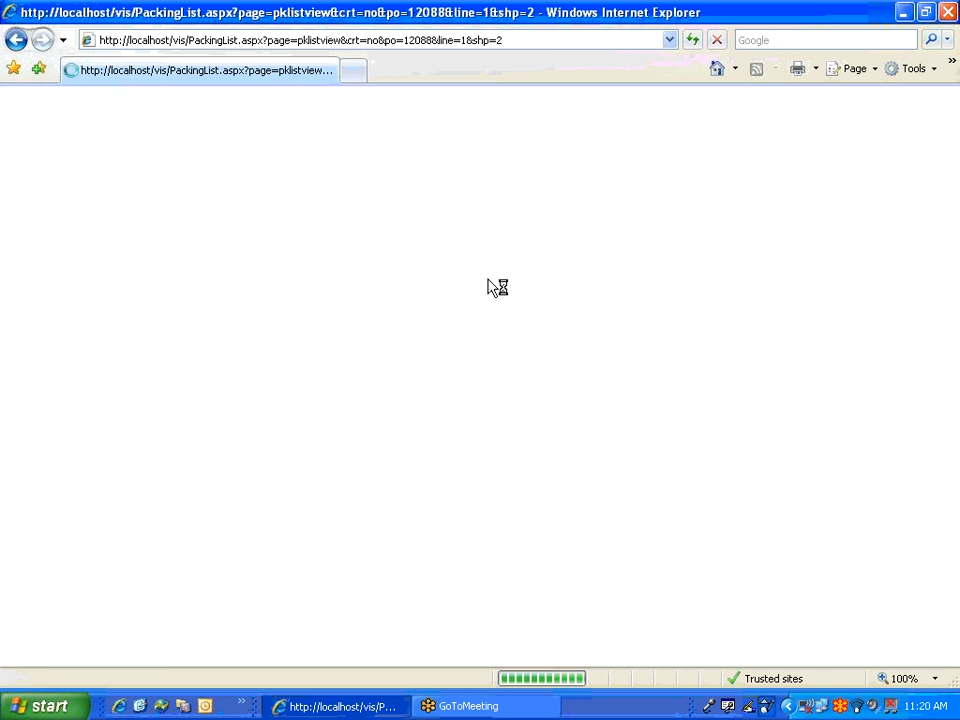 http://localhost/vis/PackingList.aspx?page=pklistview&crt=no&po=12088&line=1&shp=2 - Windows Internet Explorer
http://localhost/vis/PackingList.aspx?page=pklistview&crt=no&po=12088&line=1&shp=2
Google
http://localhost/vis/PackingList.aspx?page=pklistview...
Page
Tools
Trusted sites
100%
start
http://localhost/vis/P...
GoToMeeting
11:20 AM